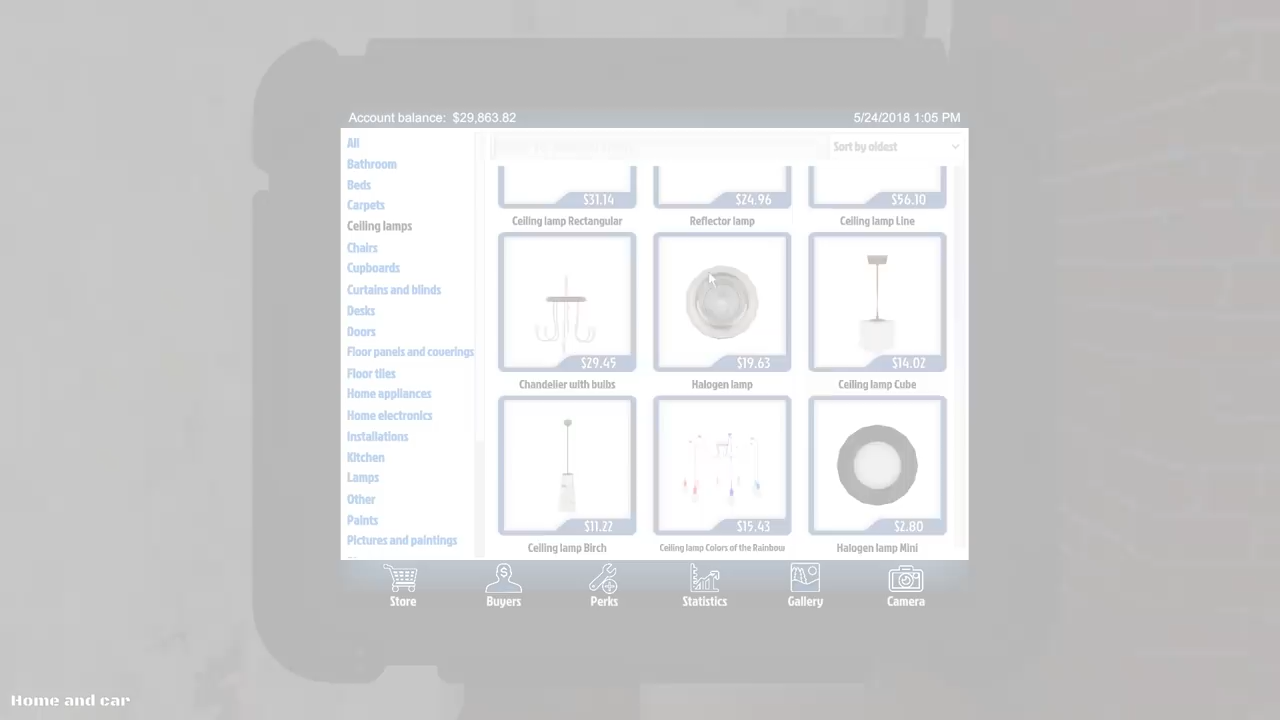 Account balance: $29,863.82 5/24/2018 1:05 PM
All
Bathroom
Beds
Carpets
Ceiling lamps
Chairs
Cupboards
Curtains and blinds
Desks
Doors
Floor panels and coverings
Floor tiles
Home appliances
Home electronics
Installations
Kitchen
Lamps
Other
Paints
Pictures and paintings
Sort by oldest
$31.14 $24.96 $56.10
Ceiling lamp Rectangular Reflector lamp Ceiling lamp Line
$29.45 $19.63 $14.02
Chandelier with bulbs Halogen lamp Ceiling lamp Cube
$11.22 $15.43 $2.80
Ceiling lamp Birch Ceiling lamp Colors of the Rainbow Halogen lamp Mini
Store Buyers Perks Statistics Gallery Camera
Home and car